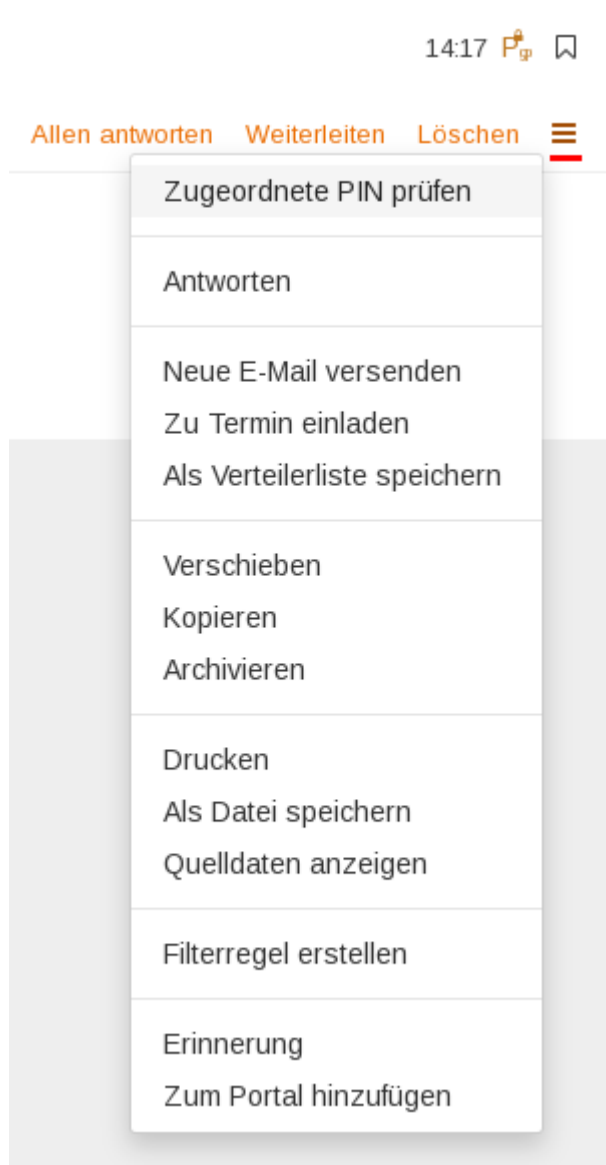 14:17 Pgp
Allen antworten Weiterleiten Löschen
Zugeordnete PIN prüfen
Antworten
Neue E-Mail versenden
Zu Termin einladen
Als Verteilerliste speichern
Verschieben
Kopieren
Archivieren
Drucken
Als Datei speichern
Quelldaten anzeigen
Filterregel erstellen
Erinnerung
Zum Portal hinzufügen